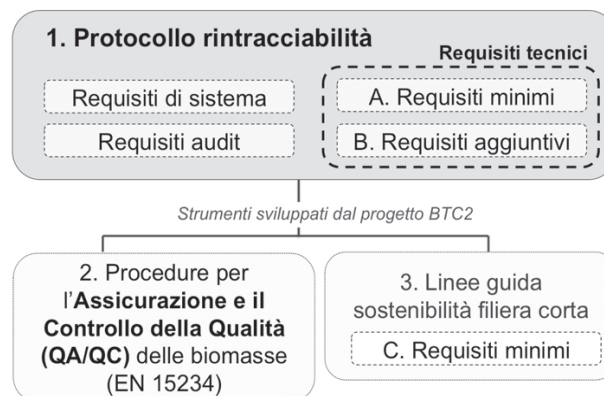 1. Protocollo rintracciabilità
Requisiti tecnici
Requisiti di sistema
A. Requisiti minimi
Requisiti audit
B. Requisiti aggiuntivi
Strumenti sviluppati dal progetto BTC2
2. Procedure per
l'Assicurazione e il
Controllo della Qualità
(QA/QC) delle biomasse
(EN 15234)
3. Linee guida
sostenibilità filiera corta
C. Requisiti minimi